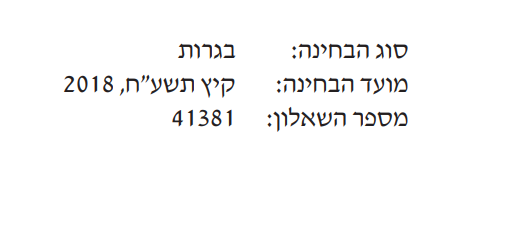 סוג הבחינה: בגרות
מועד הבחינה: קיץ תשע"ח, 2018
מספר השאלון: 41381